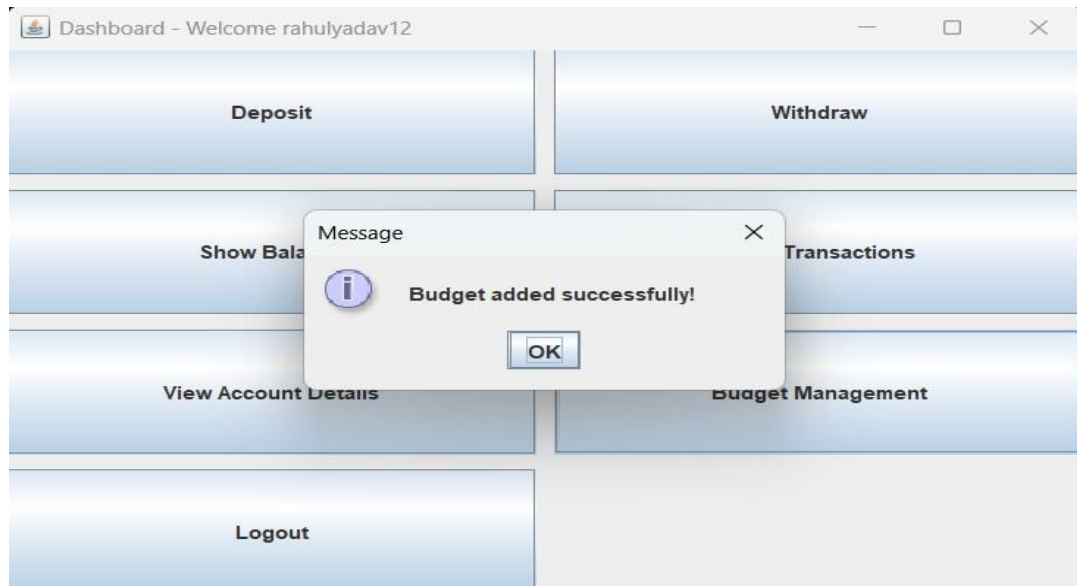 Dashboard - Welcome rahulyadav12
Deposit
Withdraw
Show Bala
Transactions
Message
i
Budget added successfully!
OK
View Account Details
Budget Management
Logout